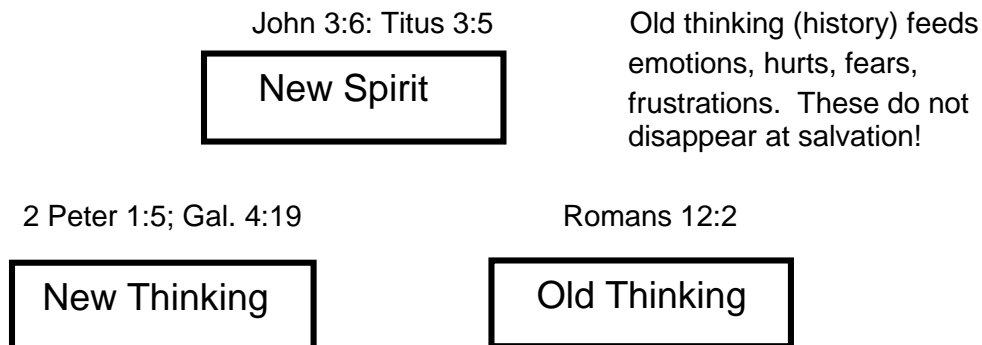 John 3:6: Titus 3:5
New Spirit
Old thinking (history) feeds
emotions, hurts, fears,
frustrations. These do not
disappear at salvation!
2 Peter 1:5; Gal. 4:19
Romans 12:2
New Thinking
Old Thinking